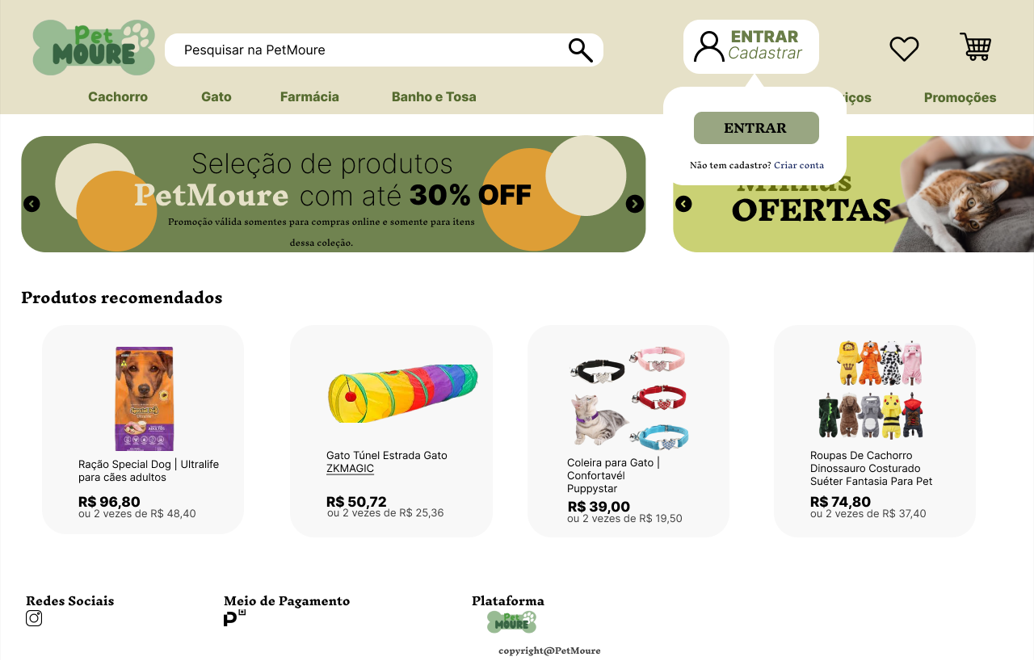 Pet
MOURE
Pesquisar na PetMoure
ENTRAR
Cadastrar
Cachorro
Gato
Farmácia
Banho e Tosa
iços
Promoções
ENTRAR
Não tem cadastro? Criar conta
Seleção de produtos
PetMoure com até 30% OFF
Promoção válida somentes para compras online e somente para itens
dessa coleção.
Minhas
OFERTAS
Produtos recomendados
Special Dog
Ração Special Dog | Ultralife
para cães adultos
R$ 96,80
ou 2 vezes de R$ 48,40
Gato Túnel Estrada Gato
ZKMAGIC
R$ 50,72
ou 2 vezes de R$ 25,36
Coleira para Gato |
Confortavél
Puppystar
R$ 39,00
ou 2 vezes de R$ 19,50
Roupas De Cachorro
Dinossauro Costurado
Suéter Fantasia Para Pet
R$ 74,80
ou 2 vezes de R$ 37,40
Redes Sociais
Meio de Pagamento
Plataforma
Pet
MOURE
copyright@PetMoure